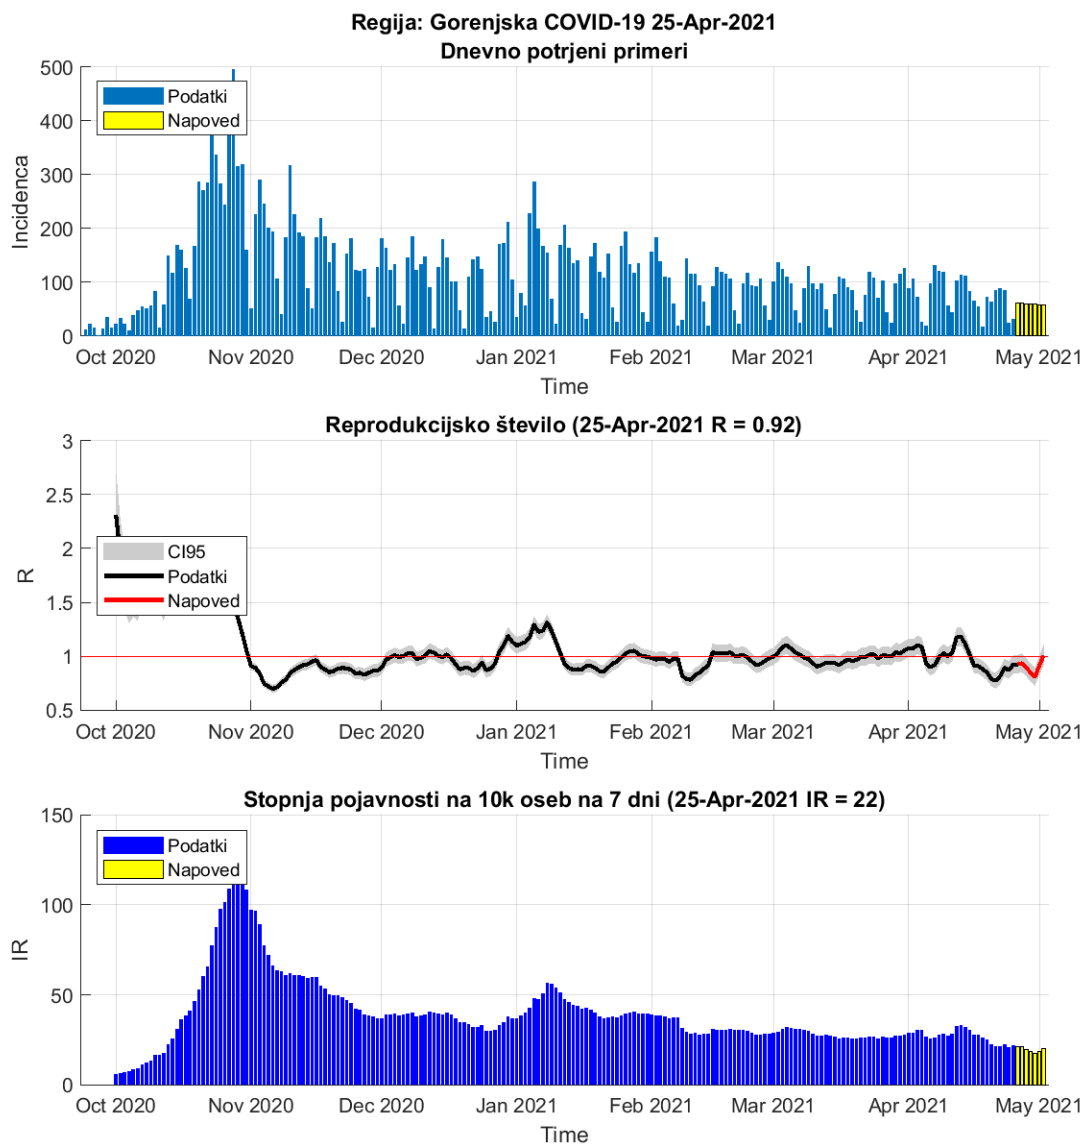 Regija: Gorenjska COVID-19 25-Apr-2021
Dnevno potrjeni primeri
500
400
300
200
100
0
Incidenca
Podatki
Napoved
Oct 2020
Nov 2020
Dec 2020
Jan 2021
Feb 2021
Mar 2021
Apr 2021
May 2021
Time
Reprodukcijsko število (25-Apr-2021 R = 0.92)
3
2.5
2
1.5
1
0.5
R
CI95
Podatki
Napoved
Oct 2020
Nov 2020
Dec 2020
Jan 2021
Feb 2021
Mar 2021
Apr 2021
May 2021
Time
Stopnja pojavnosti na 10k oseb na 7 dni (25-Apr-2021 IR = 22)
150
100
50
0
IR
Podatki
Napoved
Oct 2020
Nov 2020
Dec 2020
Jan 2021
Feb 2021
Mar 2021
Apr 2021
May 2021
Time